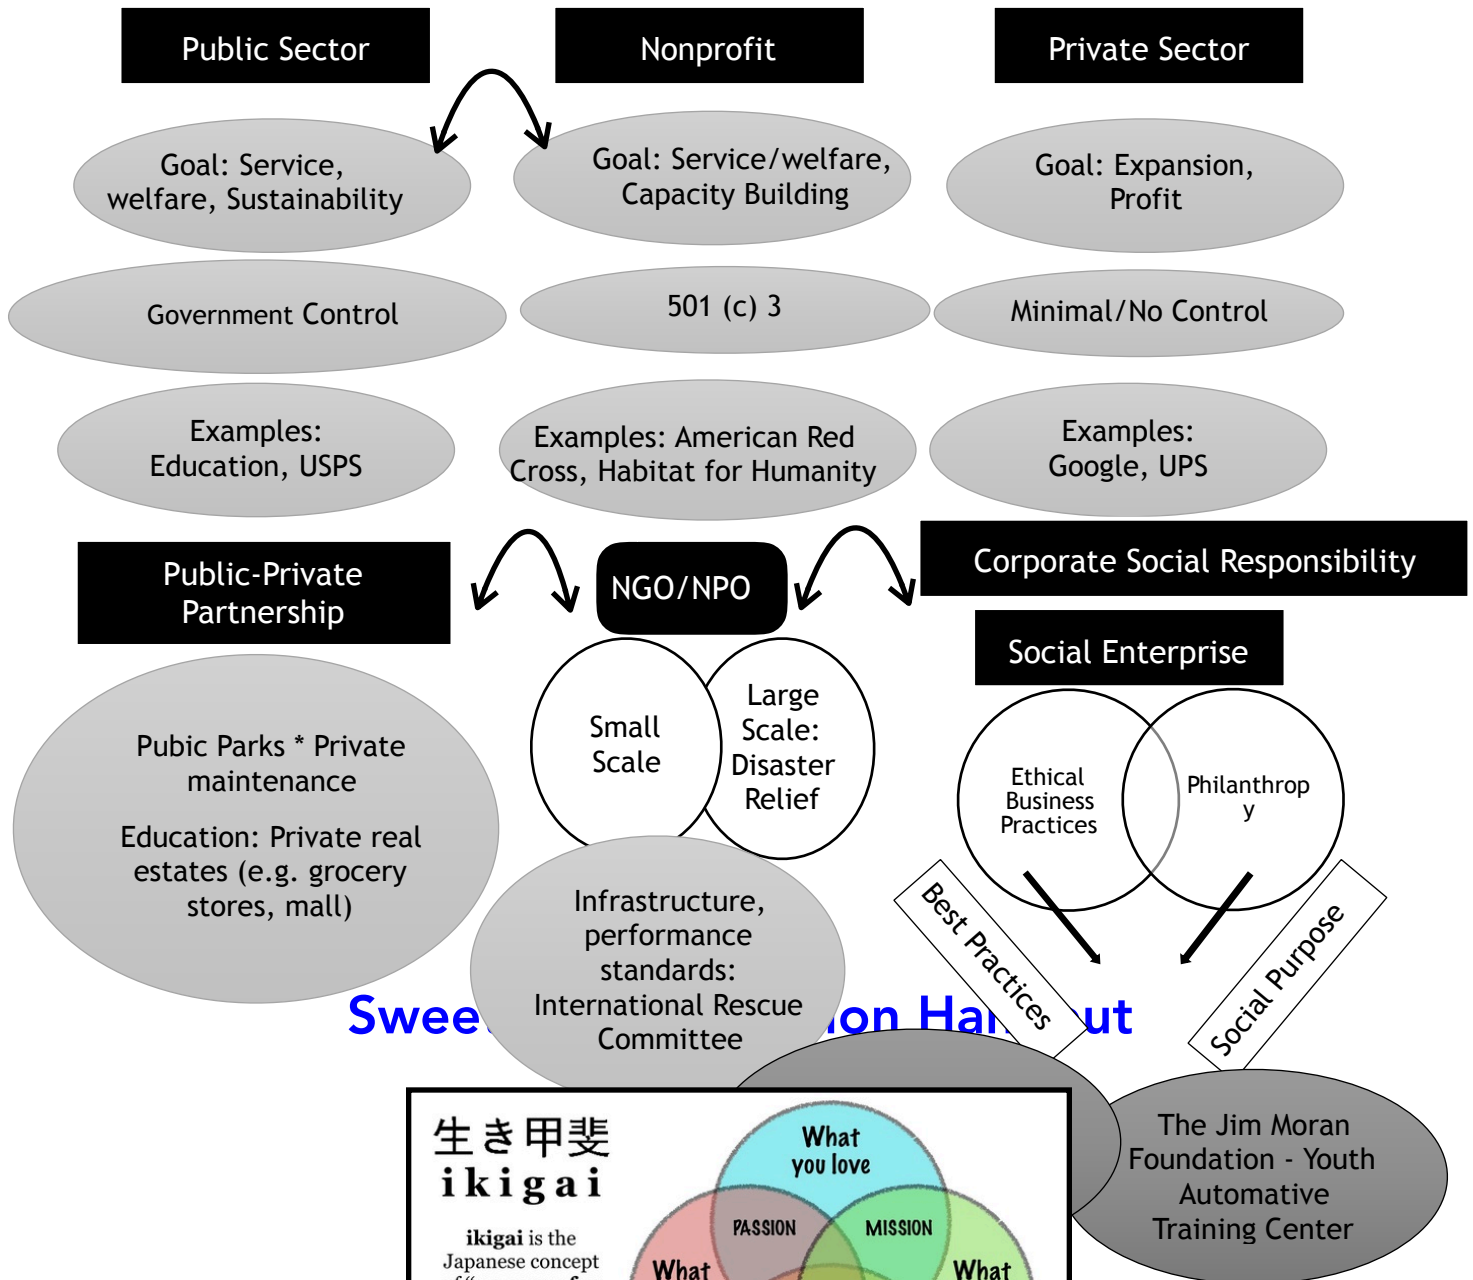 Public Sector
Nonprofit
Private Sector
Goal: Service,
welfare, Sustainability
Goal: Service/welfare,
Capacity Building
Goal: Expansion,
Profit
Government Control
501 (c) 3
Minimal/No Control
Examples:
Education, USPS
Examples: American Red
Cross, Habitat for Humanity
Examples:
Google, UPS
Public-Private
Partnership
NGO/NPO
Corporate Social Responsibility
Social Enterprise
Pubic Parks * Private
maintenance
Education: Private real
estates (e.g. grocery
stores, mall)
Small
Scale
Large
Scale:
Disaster
Relief
Ethical
Business
Practices
Philanthrop
y
Infrastructure,
performance
standards:
International Rescue
Committee
Best Practices
Social Purpose
The Jim Moran
Foundation - Youth
Automative
Training Center
生き甲斐
ikigai
ikigai is the
Japanese concept
What
you love
PASSION
MISSION
What
What